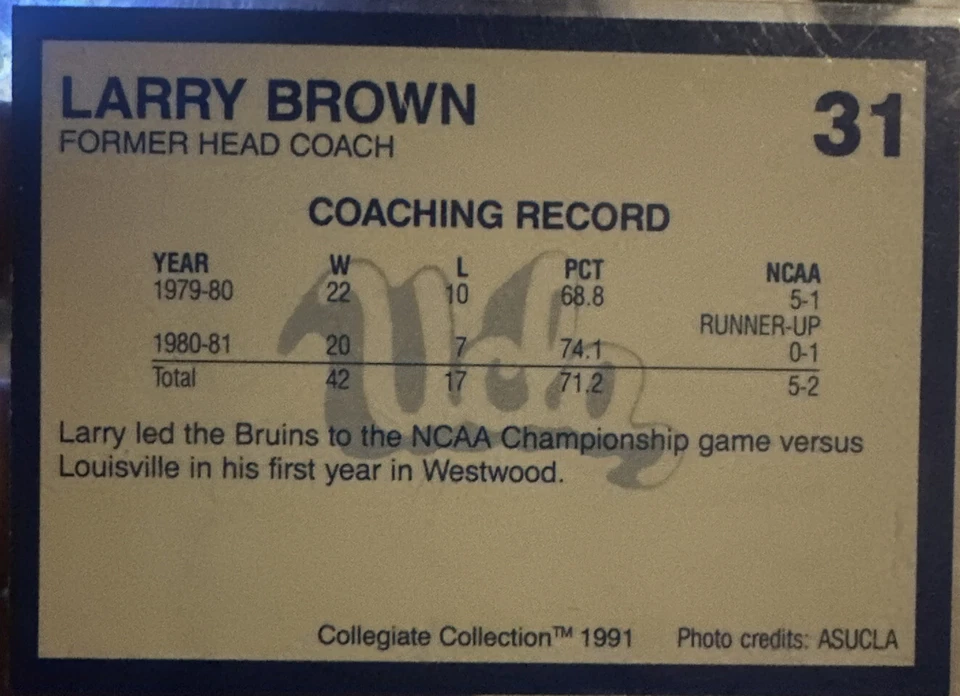 LARRY BROWN 31
FORMER HEAD COACH
COACHING RECORD
YEAR W L PCT NCAA
1979-80 22 10 68.8 5-1
RUNNER-UP
1980-81 20 7 74.1 0-1
Total 42 17 71.2 5-2
Larry led the Bruins to the NCAA Championship game versus
Louisville in his first year in Westwood.
Collegiate Collection™ 1991 Photo credits: ASUCLA
Ucla